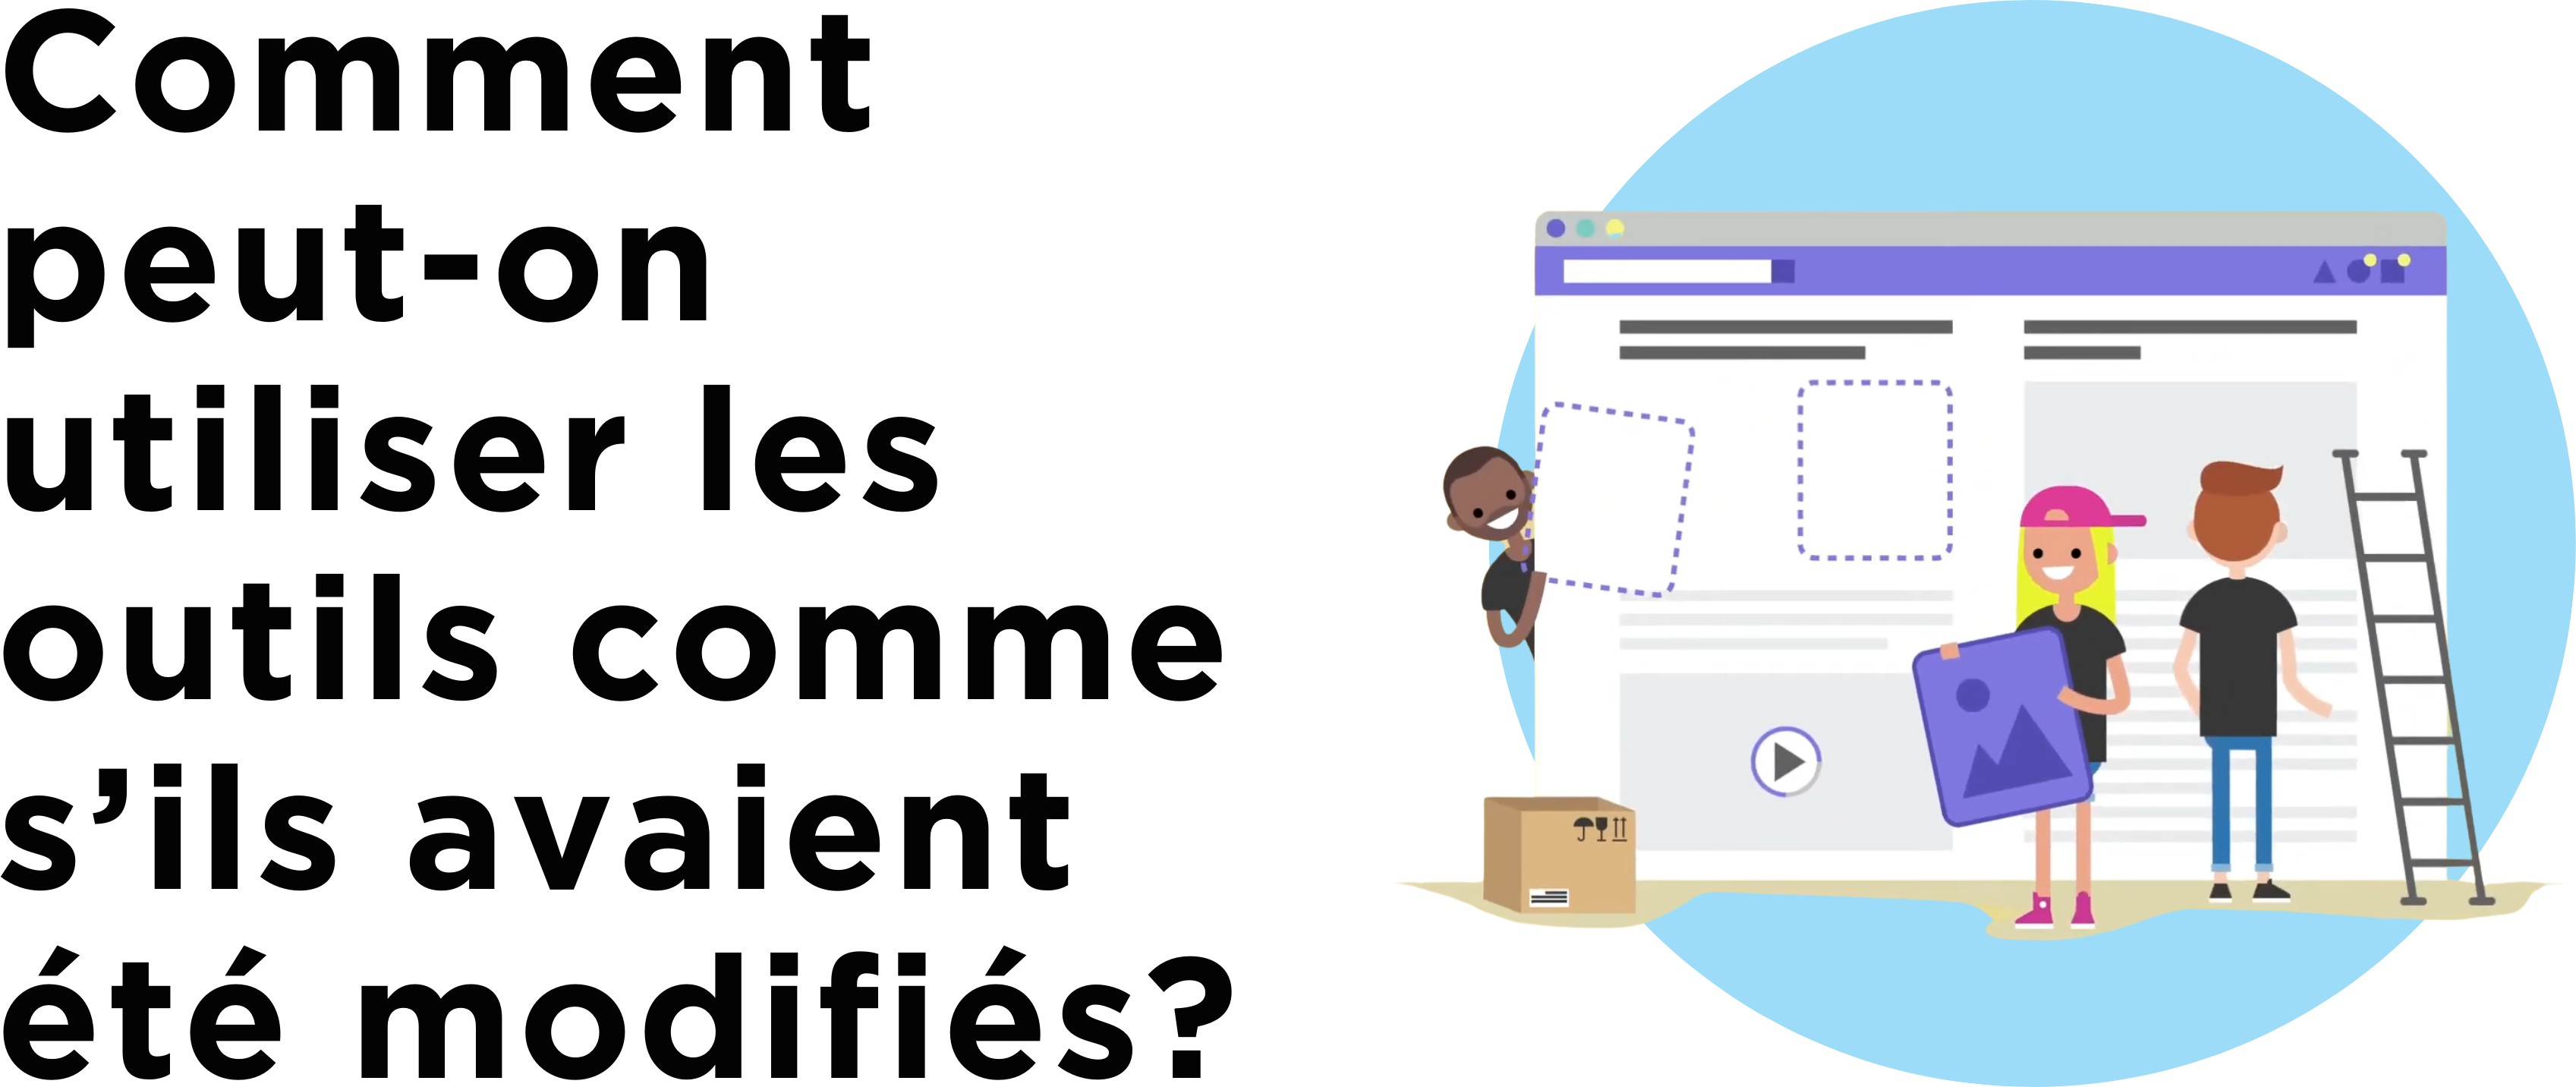 Comment
peut-on
utiliser les
outils comme
s’ils avaient
été modifiés?